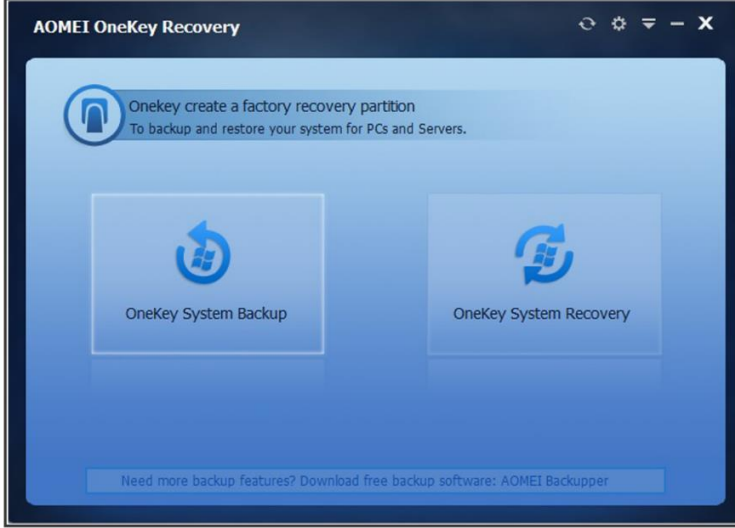 AOMEI OneKey Recovery
Onekey create a factory recovery partition
To backup and restore your system for PCs and Servers.
OneKey System Backup
OneKey System Recovery
Need more backup features? Download free backup software: AOMEI Backupper